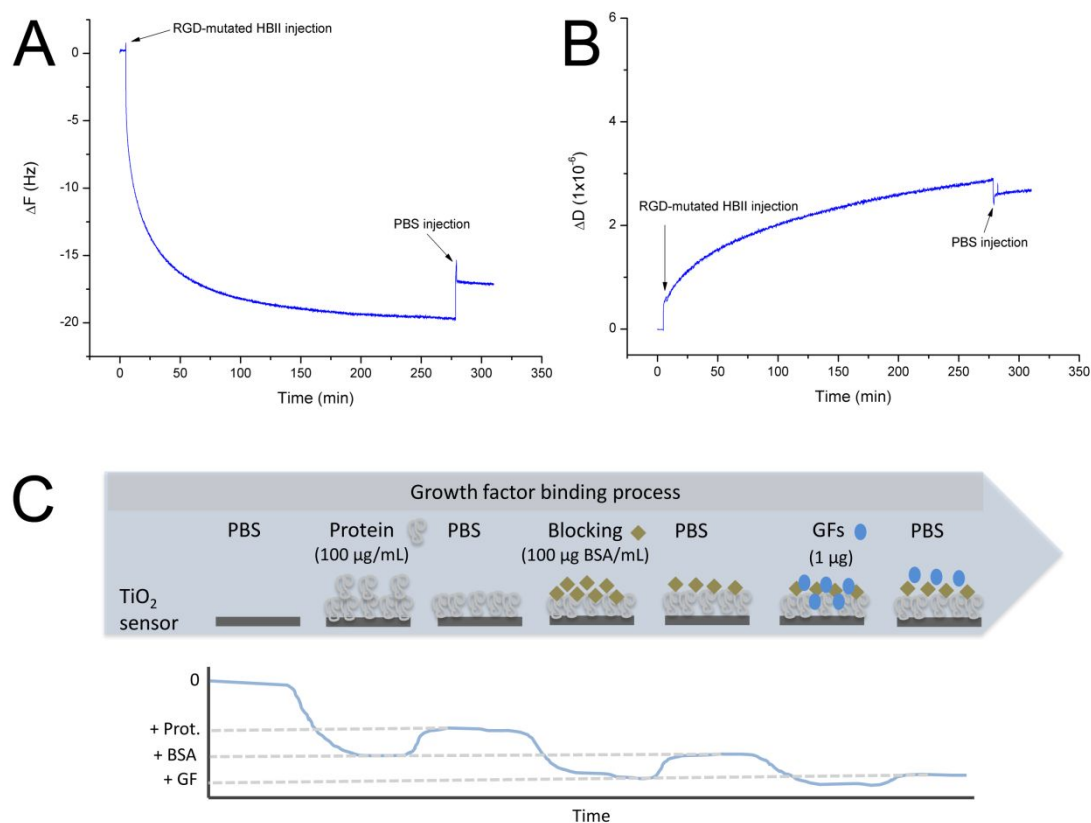 A
RGD-mutated HBII injection
PBS injection
ΔF (Hz)
0
-5
-10
-15
-20
0 50 100 150 200 250 300 350
Time (min)
B
RGD-mutated HBII injection
PBS injection
ΔD (1x10⁻⁶)
6
4
2
0
0 50 100 150 200 250 300 350
Time (min)
C
Growth factor binding process
PBS Protein PBS Blocking PBS GFs PBS
(100 µg/mL) (100 µg BSA/mL) (1 µg)
TiO₂
sensor
0
+ Prot.
+ BSA
+ GF
Time